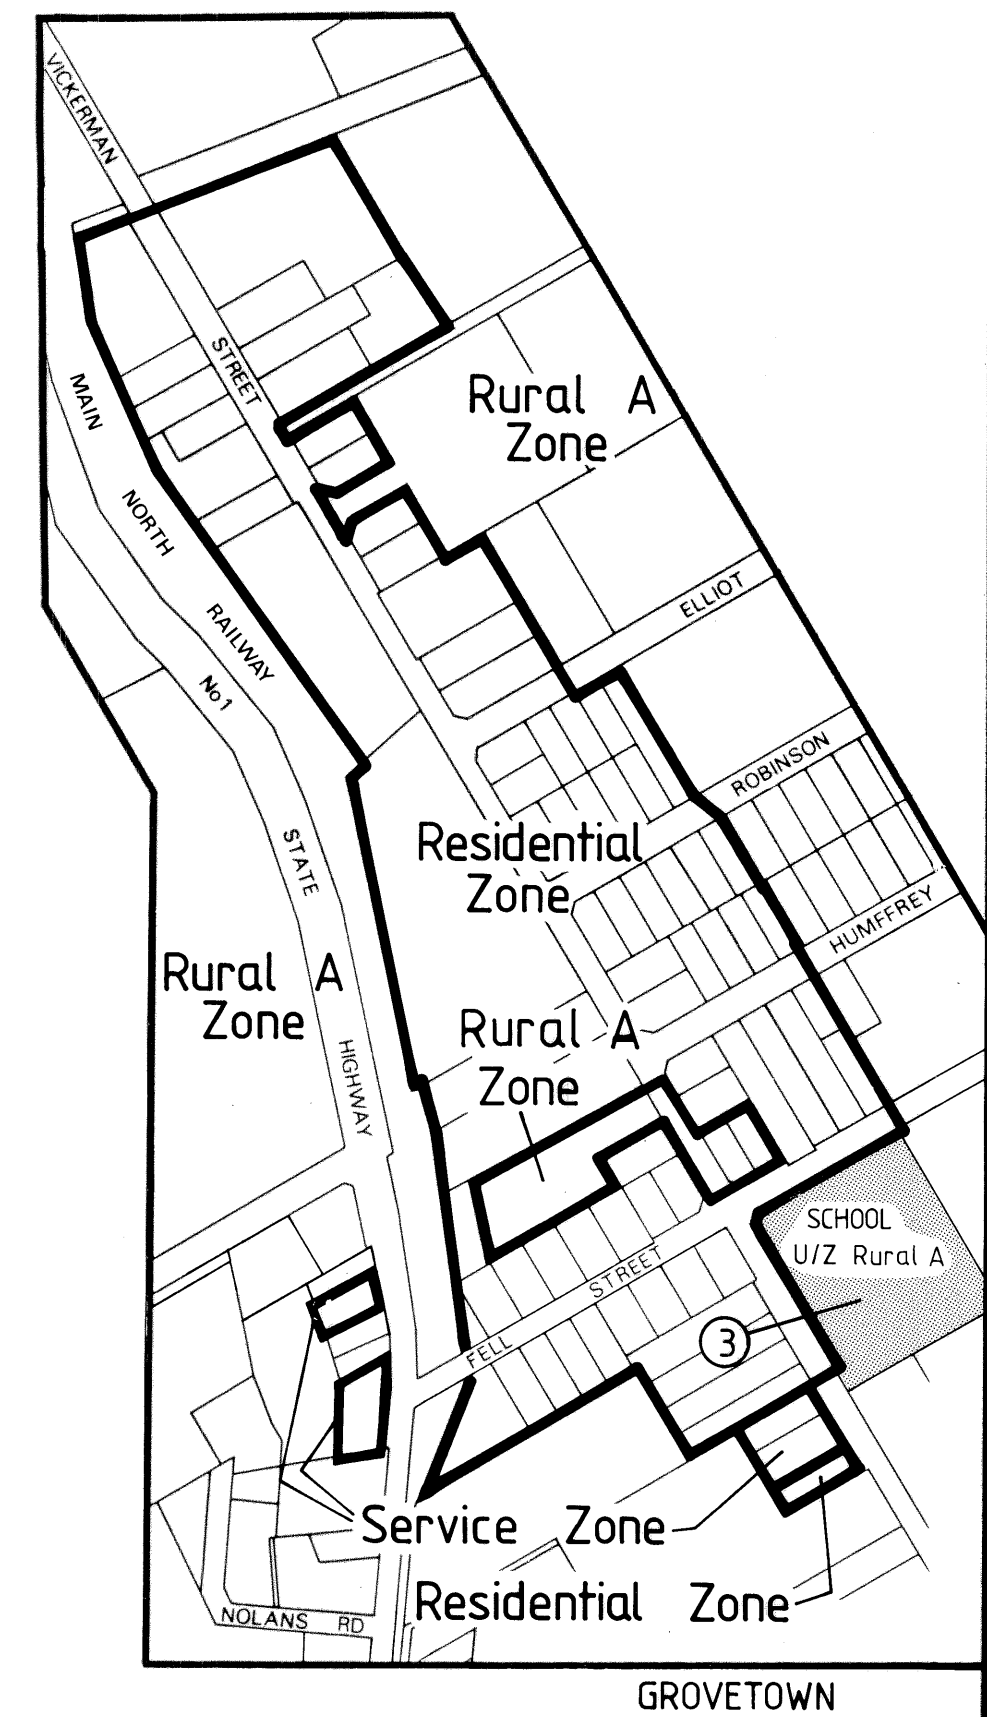 VICKERMAN
STREET
MAIN
NORTH
RAILWAY
No1
STATE
HIGHWAY
Rural A
Zone
ELLIOT
ROBINSON
HUMFFREY
Residential
Zone
Rural A
Zone
Rural A
Zone
SCHOOL
U/Z Rural A
3
FELL STREET
Service Zone
Residential Zone
NOLANS RD
GROVETOWN